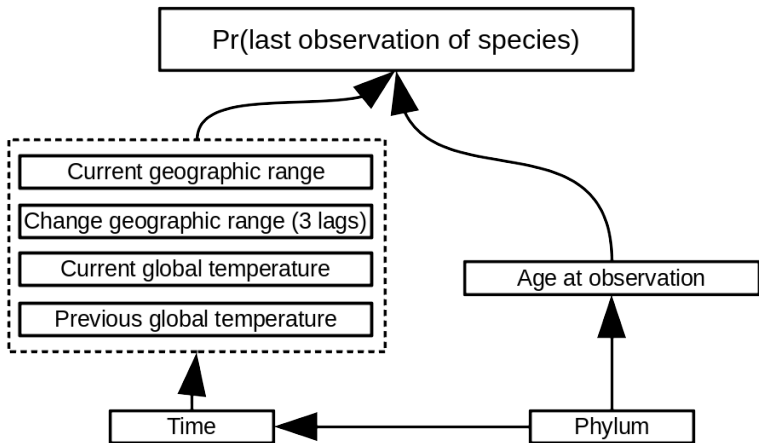 Pr(last observation of species)
Current geographic range
Change geographic range (3 lags)
Current global temperature
Previous global temperature
Age at observation
Time
Phylum